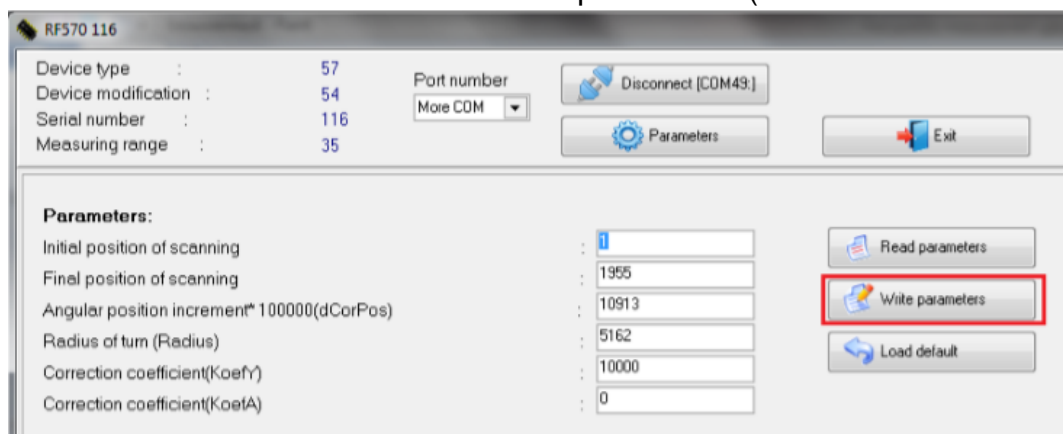 RF570 116
Device type : 57
Device modification : 54
Serial number : 116
Measuring range : 35
Port number
More COM
Disconnect [COM49:]
Parameters
Exit
Parameters:
Initial position of scanning : 1
Final position of scanning : 1955
Angular position increment* 100000(dCorPos) : 10913
Radius of turn (Radius) : 5162
Correction coefficient(KoefY) : 10000
Correction coefficient(KoefA) : 0
Read parameters
Write parameters
Load default